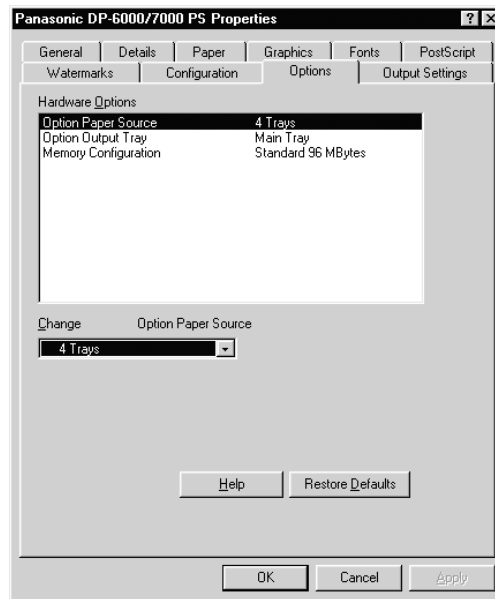 Panasonic DP-6000/7000 PS Properties
General Details Paper Graphics Fonts PostScript
Watermarks Configuration Options Output Settings
Hardware Options
Option Paper Source 4 Trays
Option Output Tray Main Tray
Memory Configuration Standard 96 MBytes
Change Option Paper Source
4 Trays
Help Restore Defaults
OK Cancel Apply